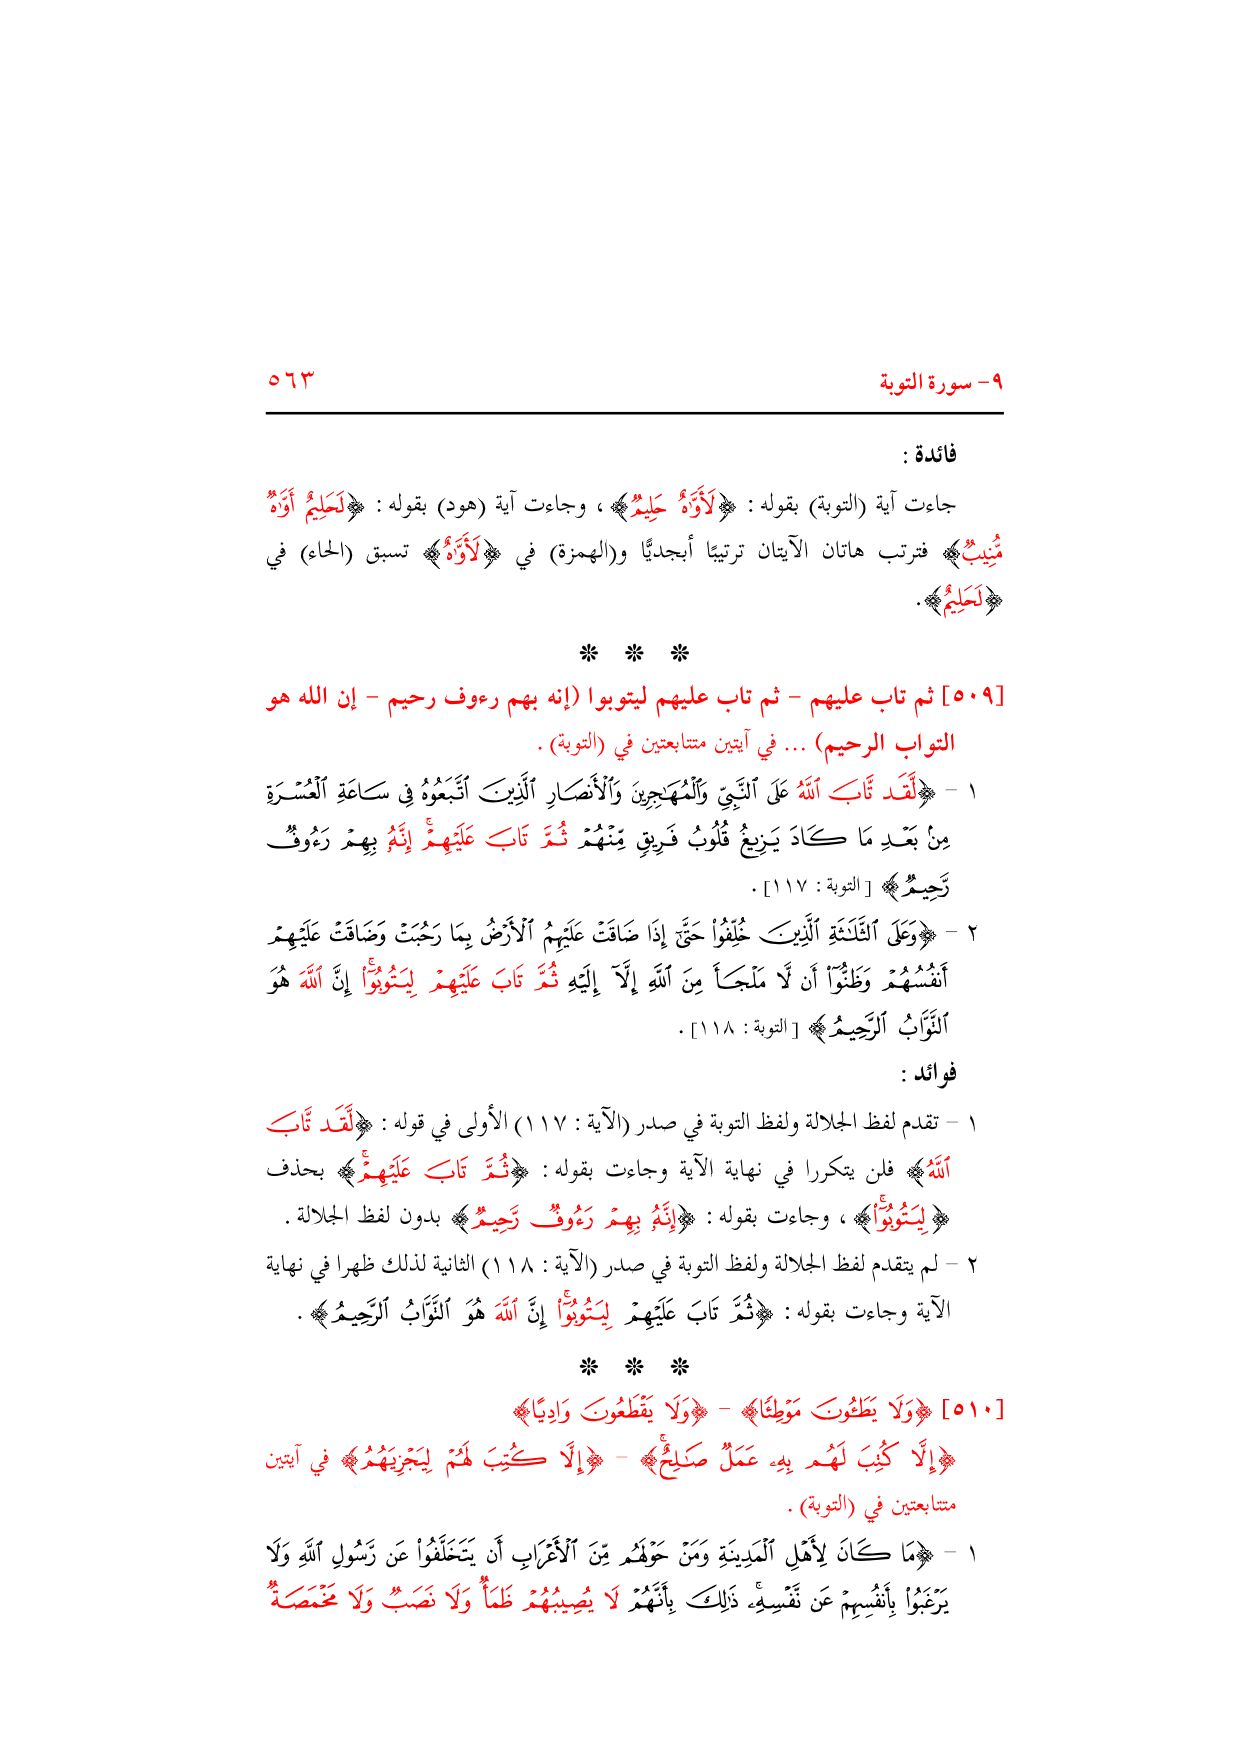 ٩- سورة التوبة ٥٦٣
فائدة :
جاءت آية (التوبة) بقوله : ﴿لَأَوَّٰهٌ حَلِيمٌ﴾ ، وجاءت آية (هود) بقوله : ﴿لَحَلِيمٌ أَوَّٰهٌ
مُّنِيبٌ﴾ فترتب هاتان الآيتان ترتيبًا أبجديًّا و(الهمزة) في ﴿لَأَوَّٰهٌ﴾ تسبق (الحاء) في
﴿لَحَلِيمٌ﴾.
❊ ❊ ❊
[٥٠٩] ثم تاب عليهم – ثم تاب عليهم ليتوبوا (إنه بهم رءوف رحيم – إن الله هو
التواب الرحيم) ... في آيتين متتابعتين في (التوبة) .
١ – ﴿لَّقَد تَّابَ ٱللَّهُ عَلَى ٱلنَّبِيِّ وَٱلْمُهَٰجِرِينَ وَٱلْأَنصَارِ ٱلَّذِينَ ٱتَّبَعُوهُ فِى سَاعَةِ ٱلْعُسْرَةِ
مِنۢ بَعْدِ مَا كَادَ يَزِيغُ قُلُوبُ فَرِيقٍ مِّنْهُمْ ثُمَّ تَابَ عَلَيْهِمْ ۚ إِنَّهُۥ بِهِمْ رَءُوفٌ
رَّحِيمٌ﴾ [ التوبة : ١١٧] .
٢ – ﴿وَعَلَى ٱلثَّلَٰثَةِ ٱلَّذِينَ خُلِّفُوا۟ حَتَّىٰٓ إِذَا ضَاقَتْ عَلَيْهِمُ ٱلْأَرْضُ بِمَا رَحُبَتْ وَضَاقَتْ عَلَيْهِمْ
أَنفُسُهُمْ وَظَنُّوٓا۟ أَن لَّا مَلْجَأَ مِنَ ٱللَّهِ إِلَّآ إِلَيْهِ ثُمَّ تَابَ عَلَيْهِمْ لِيَتُوبُوٓا۟ ۚ إِنَّ ٱللَّهَ هُوَ
ٱلتَّوَّابُ ٱلرَّحِيمُ﴾ [ التوبة : ١١٨] .
فوائد :
١ – تقدم لفظ الجلالة ولفظ التوبة في صدر (الآية : ١١٧) الأولى في قوله : ﴿لَّقَد تَّابَ
ٱللَّهُ﴾ فلن يتكررا في نهاية الآية وجاءت بقوله : ﴿ثُمَّ تَابَ عَلَيْهِمْ ۚ﴾ بحذف
﴿لِيَتُوبُوٓا۟ ۚ﴾ ، وجاءت بقوله : ﴿إِنَّهُۥ بِهِمْ رَءُوفٌ رَّحِيمٌ﴾ بدون لفظ الجلالة .
٢ – لم يتقدم لفظ الجلالة ولفظ التوبة في صدر (الآية : ١١٨) الثانية لذلك ظهرا في نهاية
الآية وجاءت بقوله : ﴿ثُمَّ تَابَ عَلَيْهِمْ لِيَتُوبُوٓا۟ ۚ إِنَّ ٱللَّهَ هُوَ ٱلتَّوَّابُ ٱلرَّحِيمُ﴾ .
❊ ❊ ❊
[٥١٠] ﴿وَلَا يَطَـُٔونَ مَوْطِئًا﴾ – ﴿وَلَا يَقْطَعُونَ وَادِيًا﴾
﴿إِلَّا كُتِبَ لَهُم بِهِۦ عَمَلٌ صَٰلِحٌ ۚ﴾ – ﴿إِلَّا كُتِبَ لَهُمْ لِيَجْزِيَهُمُ﴾ في آيتين
متتابعتين في (التوبة) .
١ – ﴿مَا كَانَ لِأَهْلِ ٱلْمَدِينَةِ وَمَنْ حَوْلَهُم مِّنَ ٱلْأَعْرَابِ أَن يَتَخَلَّفُوا۟ عَن رَّسُولِ ٱللَّهِ وَلَا
يَرْغَبُوا۟ بِأَنفُسِهِمْ عَن نَّفْسِهِۦ ۚ ذَٰلِكَ بِأَنَّهُمْ لَا يُصِيبُهُمْ ظَمَأٌ وَلَا نَصَبٌ وَلَا مَخْمَصَةٌ